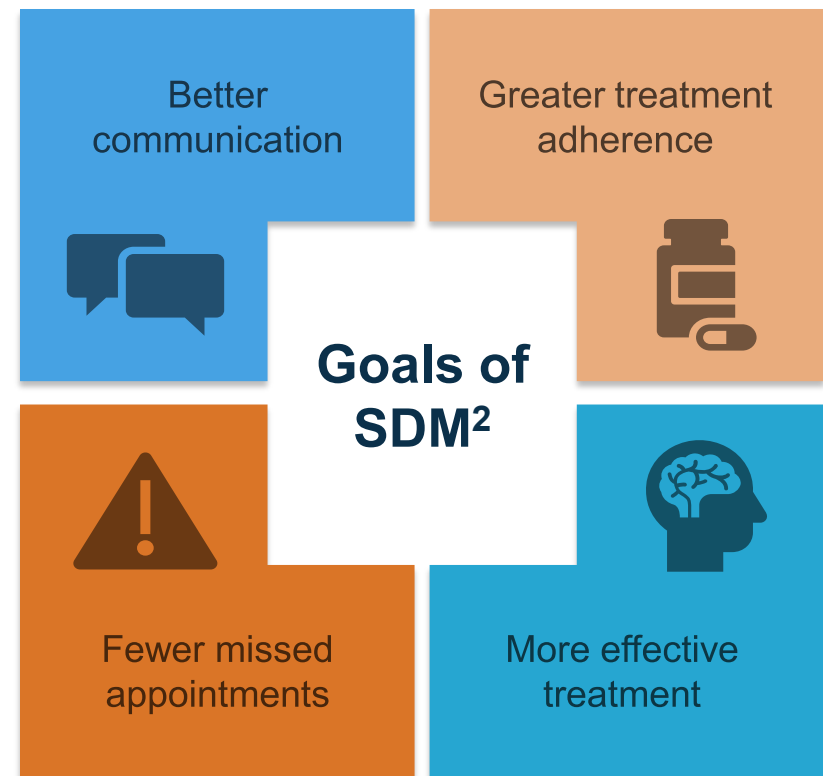 Better
communication
Greater treatment
adherence
Goals of
SDM²
Fewer missed
appointments
More effective
treatment